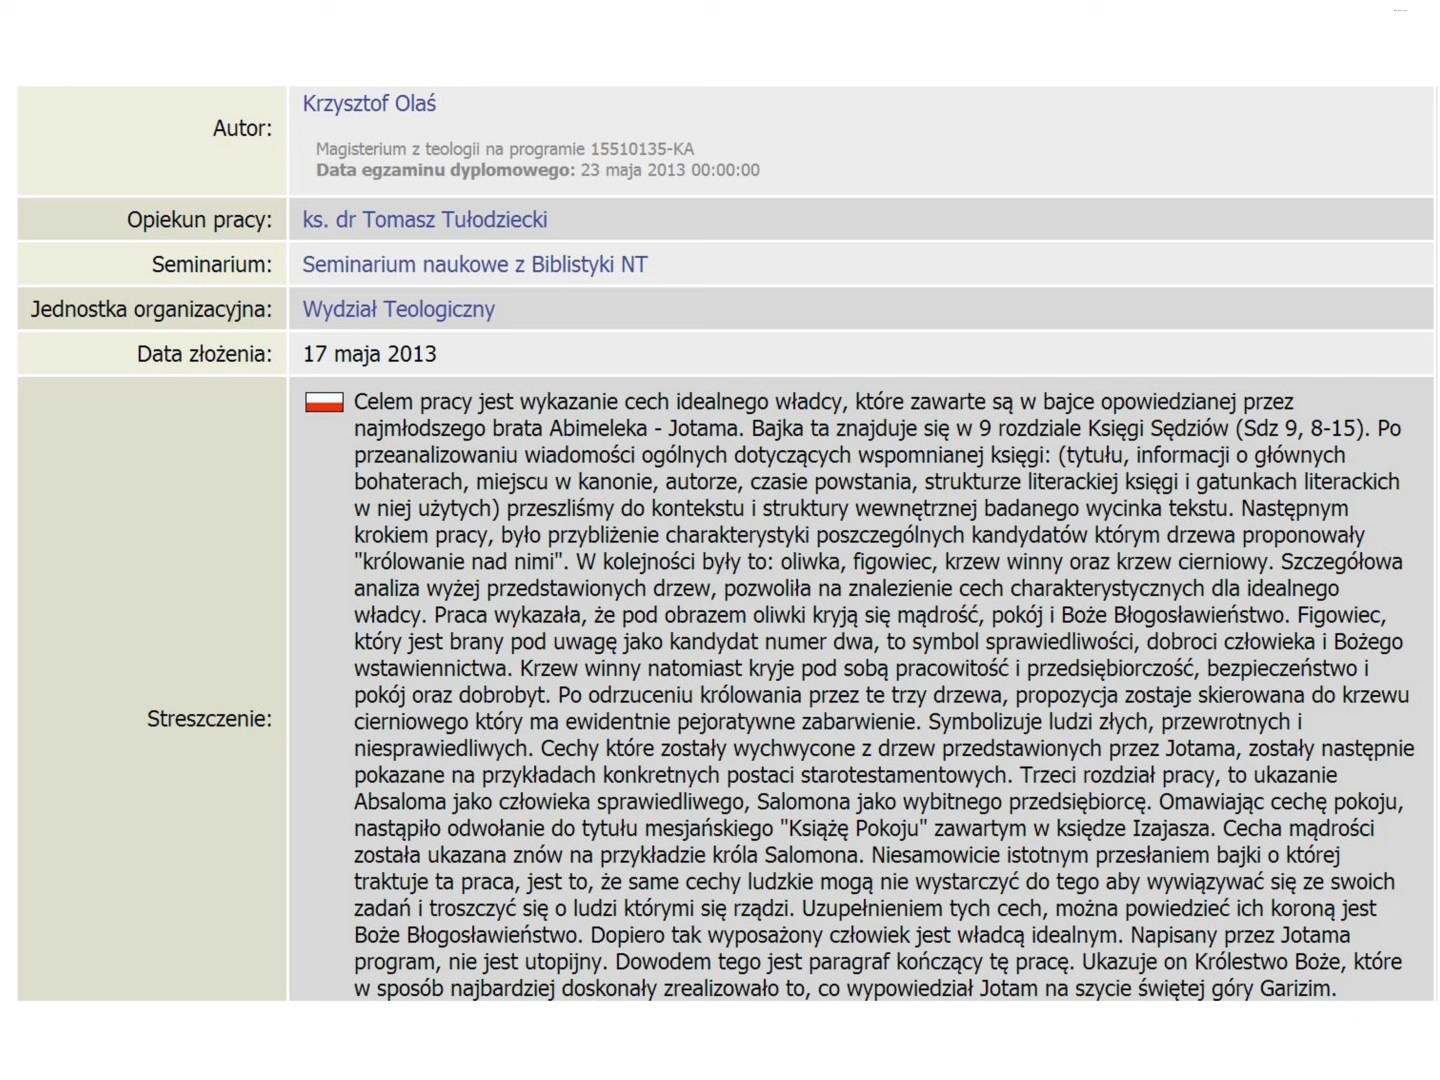 Autor:
Krzysztof Olaś
Magisterium z teologii na programie 15510135-KA
Data egzaminu dyplomowego: 23 maja 2013 00:00:00
Opiekun pracy: ks. dr Tomasz Tułodziecki
Seminarium: Seminarium naukowe z Biblistyki NT
Jednostka organizacyjna: Wydział Teologiczny
Data złożenia: 17 maja 2013
Streszczenie:
Celem pracy jest wykazanie cech idealnego władcy, które zawarte są w bajce opowiedzianej przez
najmłodszego brata Abimeleka - Jotama. Bajka ta znajduje się w 9 rozdziale Księgi Sędziów (Sdz 9, 8-15). Po
przeanalizowaniu wiadomości ogólnych dotyczących wspomnianej księgi: (tytułu, informacji o głównych
bohaterach, miejscu w kanonie, autorze, czasie powstania, strukturze literackiej księgi i gatunkach literackich
w niej użytych) przeszliśmy do kontekstu i struktury wewnętrznej badanego wycinka tekstu. Następnym
krokiem pracy, było przybliżenie charakterystyki poszczególnych kandydatów którym drzewa proponowały
"królowanie nad nimi". W kolejności były to: oliwka, figowiec, krzew winny oraz krzew cierniowy. Szczegółowa
analiza wyżej przedstawionych drzew, pozwoliła na znalezienie cech charakterystycznych dla idealnego
władcy. Praca wykazała, że pod obrazem oliwki kryją się mądrość, pokój i Boże Błogosławieństwo. Figowiec,
który jest brany pod uwagę jako kandydat numer dwa, to symbol sprawiedliwości, dobroci człowieka i Bożego
wstawiennictwa. Krzew winny natomiast kryje pod sobą pracowitość i przedsiębiorczość, bezpieczeństwo i
pokój oraz dobrobyt. Po odrzuceniu królowania przez te trzy drzewa, propozycja zostaje skierowana do krzewu
cierniowego który ma ewidentnie pejoratywne zabarwienie. Symbolizuje ludzi złych, przewrotnych i
niesprawiedliwych. Cechy które zostały wychwycone z drzew przedstawionych przez Jotama, zostały następnie
pokazane na przykładach konkretnych postaci starotestamentowych. Trzeci rozdział pracy, to ukazanie
Absaloma jako człowieka sprawiedliwego, Salomona jako wybitnego przedsiębiorcę. Omawiając cechę pokoju,
nastąpiło odwołanie do tytułu mesjańskiego "Książę Pokoju" zawartym w księdze Izajasza. Cecha mądrości
została ukazana znów na przykładzie króla Salomona. Niesamowicie istotnym przesłaniem bajki o której
traktuje ta praca, jest to, że same cechy ludzkie mogą nie wystarczyć do tego aby wywiązywać się ze swoich
zadań i troszczyć się o ludzi którymi się rządzi. Uzupełnieniem tych cech, można powiedzieć ich koroną jest
Boże Błogosławieństwo. Dopiero tak wyposażony człowiek jest władcą idealnym. Napisany przez Jotama
program, nie jest utopijny. Dowodem tego jest paragraf kończący tę pracę. Ukazuje on Królestwo Boże, które
w sposób najbardziej doskonały zrealizowało to, co wypowiedział Jotam na szycie świętej góry Garizim.